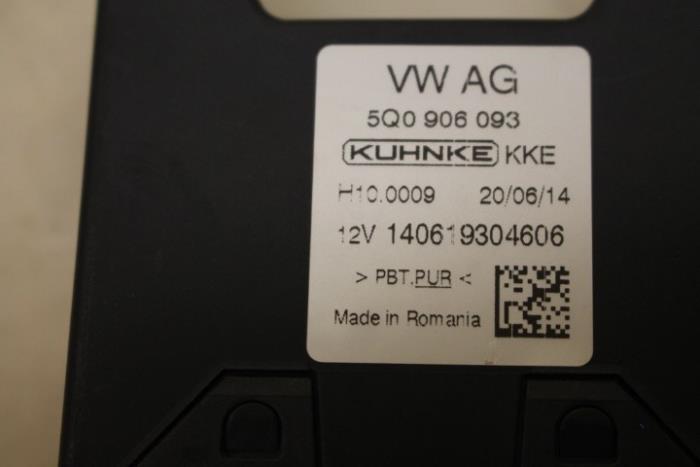 VW AG
5Q0 906 093
KUHNKE KKE
H10.0009 20/06/14
12V 140619304606
> PBT.PUR <
Made in Romania